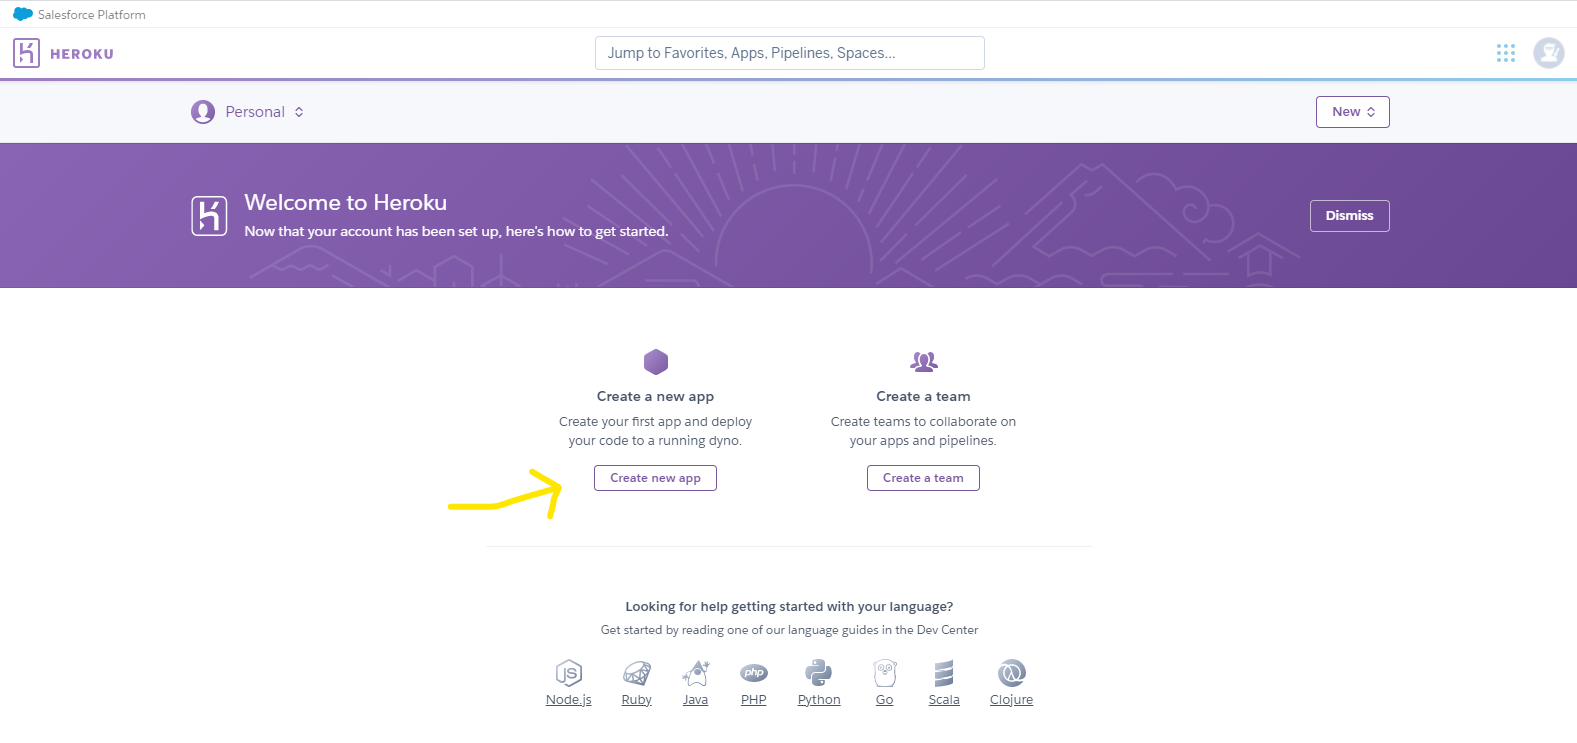 Salesforce Platform
HEROKU
Jump to Favorites, Apps, Pipelines, Spaces...
Personal
New
Welcome to Heroku
Now that your account has been set up, here's how to get started.
Dismiss
Create a new app
Create your first app and deploy
your code to a running dyno.
Create new app
Create a team
Create teams to collaborate on
your apps and pipelines.
Create a team
Looking for help getting started with your language?
Get started by reading one of our language guides in the Dev Center
JS
php
Node.js
Ruby
Java
PHP
Python
Go
Scala
Clojure